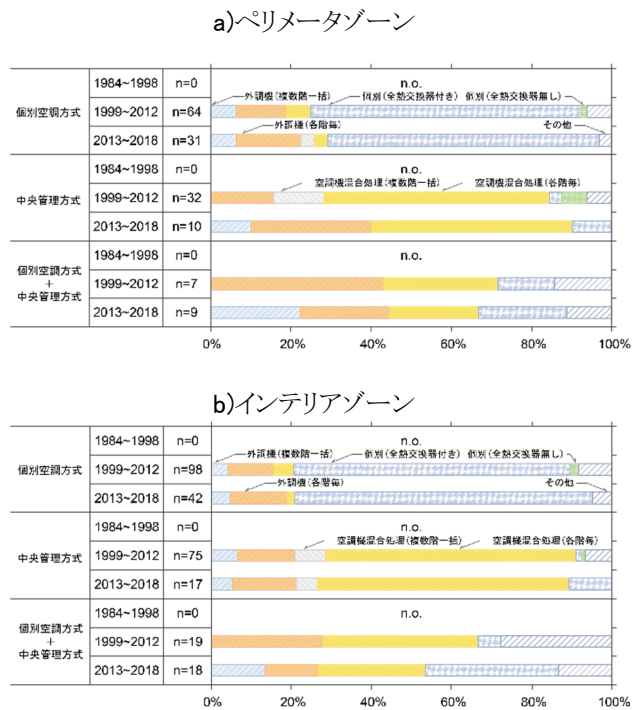 a)ペリメータゾーン
1984~1998 n=0 n.o.
外調機(複数階一括) 個別(全熱交換器付き) 個別(全熱交換器無し)
個別空調方式 1999~2012 n=64
外調機(各階毎) その他
2013~2018 n=31
1984~1998 n=0 n.o.
空調機混合処理(複数階一括) 空調機混合処理(各階毎)
中央管理方式 1999~2012 n=32
2013~2018 n=10
1984~1998 n=0 n.o.
個別空調方式
+
中央管理方式
1999~2012 n=7
2013~2018 n=9
0% 20% 40% 60% 80% 100%
b)インテリアゾーン
1984~1998 n=0 n.o.
外調機(複数階一括) 個別(全熱交換器付き) 個別(全熱交換器無し)
個別空調方式 1999~2012 n=98
外調機(各階毎) その他
2013~2018 n=42
1984~1998 n=0 n.o.
空調機混合処理(複数階一括) 空調機混合処理(各階毎)
中央管理方式 1999~2012 n=75
2013~2018 n=17
1984~1998 n=0 n.o.
個別空調方式
+
中央管理方式
1999~2012 n=19
2013~2018 n=18
0% 20% 40% 60% 80% 100%